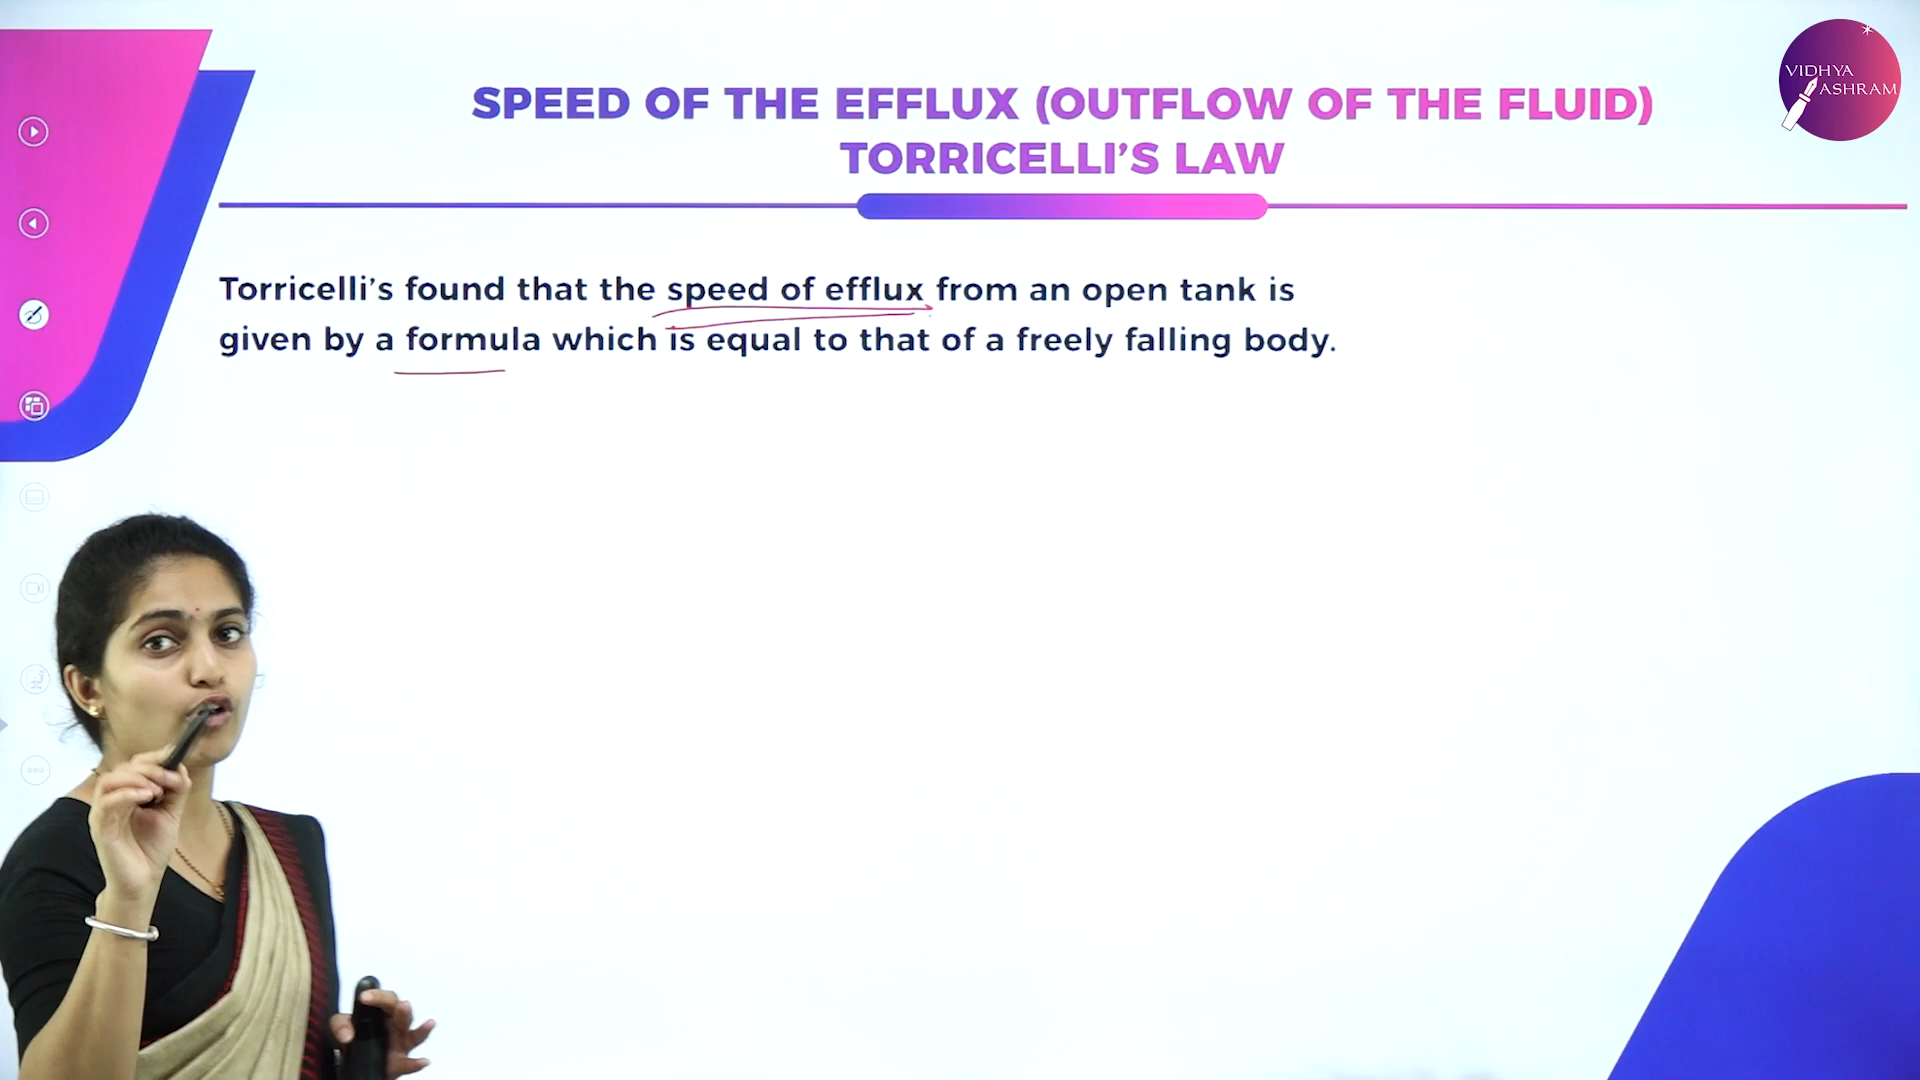 VIDHYA
ASHRAM
SPEED OF THE EFFLUX (OUTFLOW OF THE FLUID)
TORRICELLI’S LAW
Torricelli’s found that the speed of efflux from an open tank is
given by a formula which is equal to that of a freely falling body.